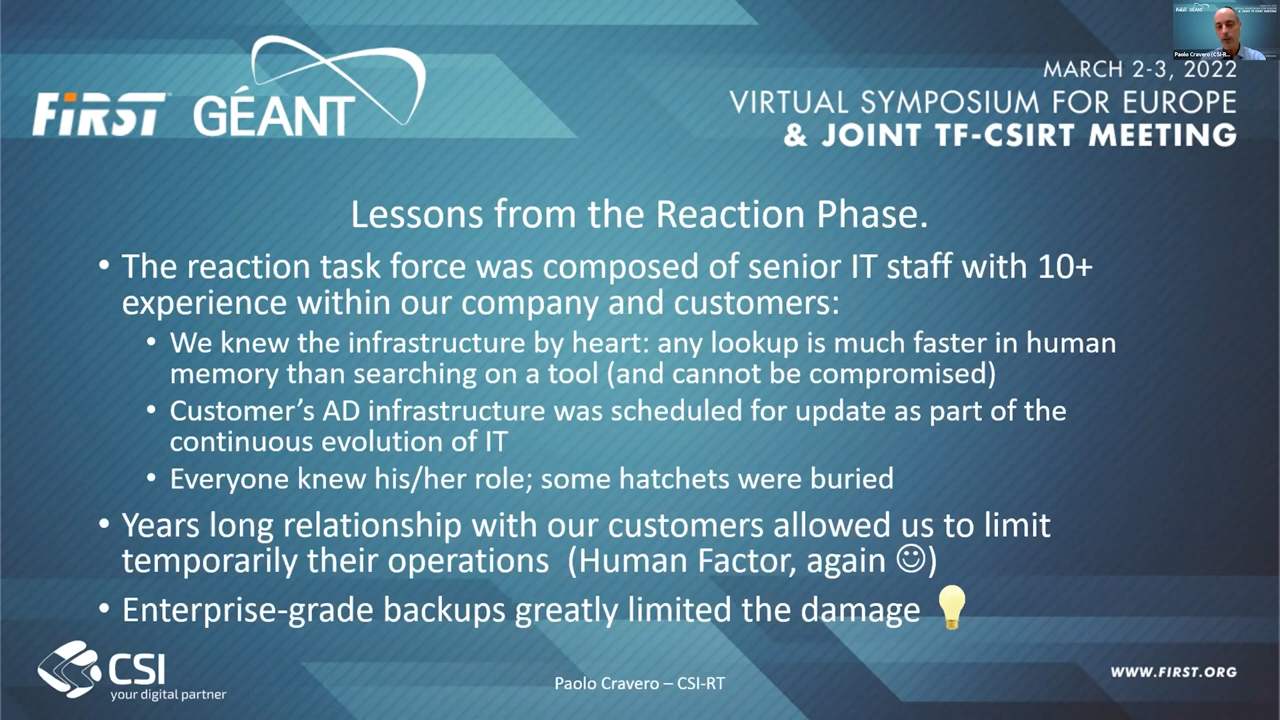 FiRST GÉANT
MARCH 2-3, 2022
VIRTUAL SYMPOSIUM FOR EUROPE
& JOINT TF-CSIRT MEETING
Paolo Cravero (CSI-R...
Lessons from the Reaction Phase.
• The reaction task force was composed of senior IT staff with 10+
experience within our company and customers:
• We knew the infrastructure by heart: any lookup is much faster in human
memory than searching on a tool (and cannot be compromised)
• Customer’s AD infrastructure was scheduled for update as part of the
continuous evolution of IT
• Everyone knew his/her role; some hatchets were buried
• Years long relationship with our customers allowed us to limit
temporarily their operations (Human Factor, again ☺)
• Enterprise-grade backups greatly limited the damage 💡
CSI
your digital partner
Paolo Cravero – CSI-RT
WWW.FIRST.ORG